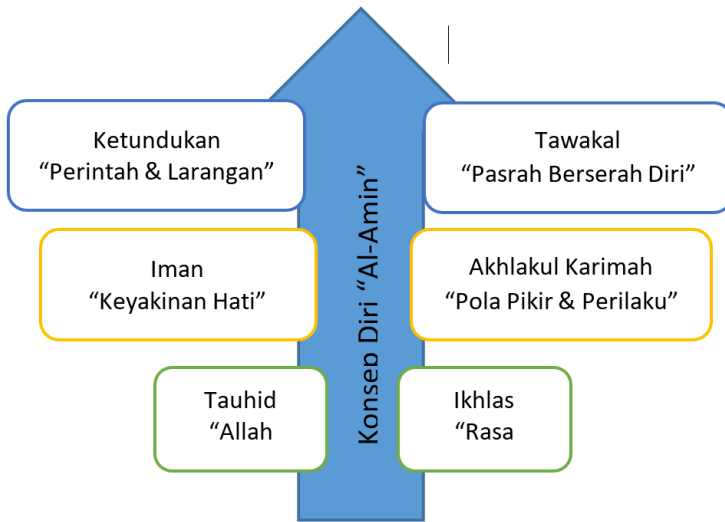 Ketundukan
“Perintah & Larangan”
Tawakal
“Pasrah Berserah Diri”
Iman
“Keyakinan Hati”
Akhlakul Karimah
“Pola Pikir & Perilaku”
Tauhid
“Allah
Ikhlas
“Rasa
Konsep Diri “Al-Amin”